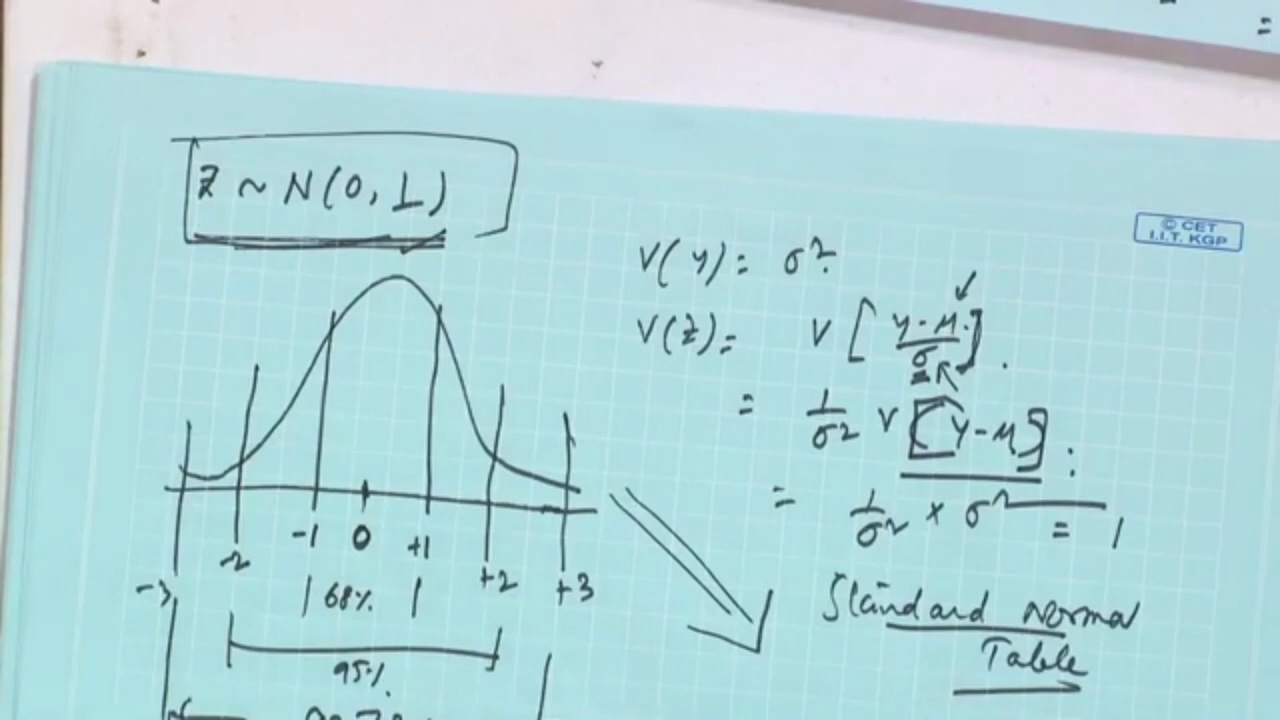 Z ~ N(0, 1)
© CET
I.I.T. KGP
V(y) = σ².
V(Z) = V [ (y-μ)/σ ].
= 1/σ² V [(y-μ)]
= 1/σ² × σ² = 1
-3 -2 -1 0 +1 +2 +3
68%
95%
Standard Normal
Table